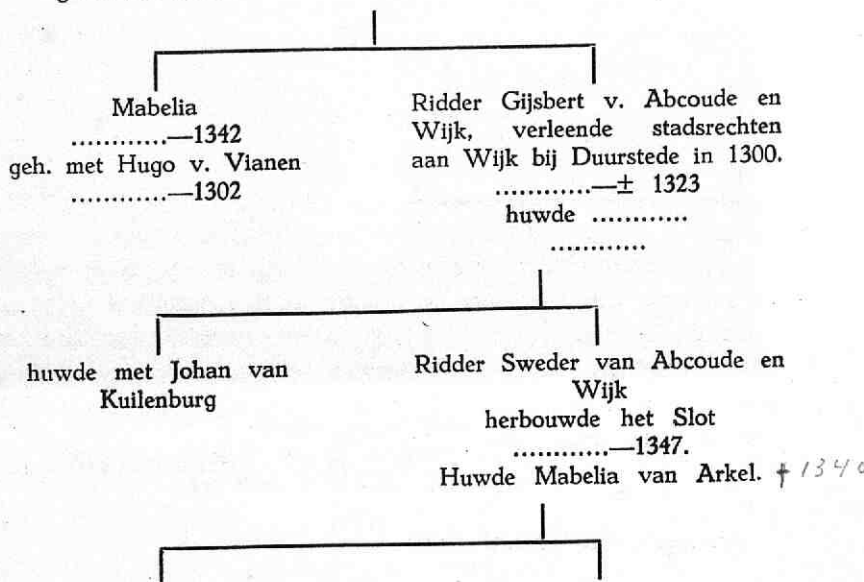 Mabelia
............—1342
geh. met Hugo v. Vianen
............—1302
Ridder Gijsbert v. Abcoude en
Wijk, verleende stadsrechten
aan Wijk bij Duurstede in 1300.
............—± 1323
huwde ............
............
huwde met Johan van
Kuilenburg
Ridder Sweder van Abcoude en
Wijk
herbouwde het Slot
............—1347.
Huwde Mabelia van Arkel. †